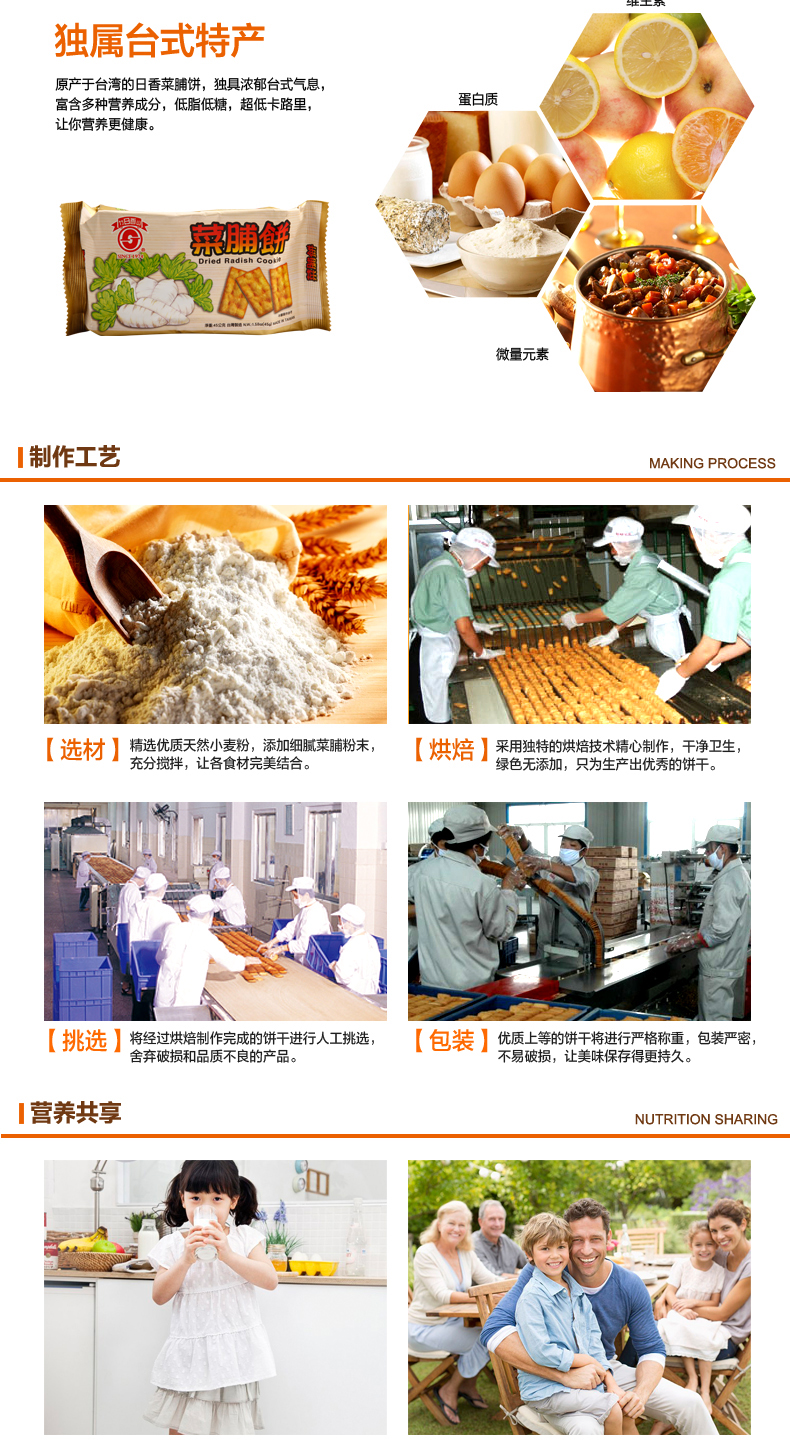 维生素
独属台式特产
原产于台湾的日香菜脯饼，独具浓郁台式气息，
富含多种营养成分，低脂低糖，超低卡路里，
让你营养更健康。
蛋白质
日香
SINCE1970
菜脯餅
Dried Radish Cookie
微量元素
制作工艺
MAKING PROCESS
【选材】精选优质天然小麦粉，添加细腻菜脯粉末，
充分搅拌，让各食材完美结合。
【烘焙】采用独特的烘焙技术精心制作，干净卫生，
绿色无添加，只为生产出优秀的饼干。
【挑选】将经过烘焙制作完成的饼干进行人工挑选，
舍弃破损和品质不良的产品。
【包装】优质上等的饼干将进行严格称重，包装严密，
不易破损，让美味保存得更持久。
营养共享
NUTRITION SHARING